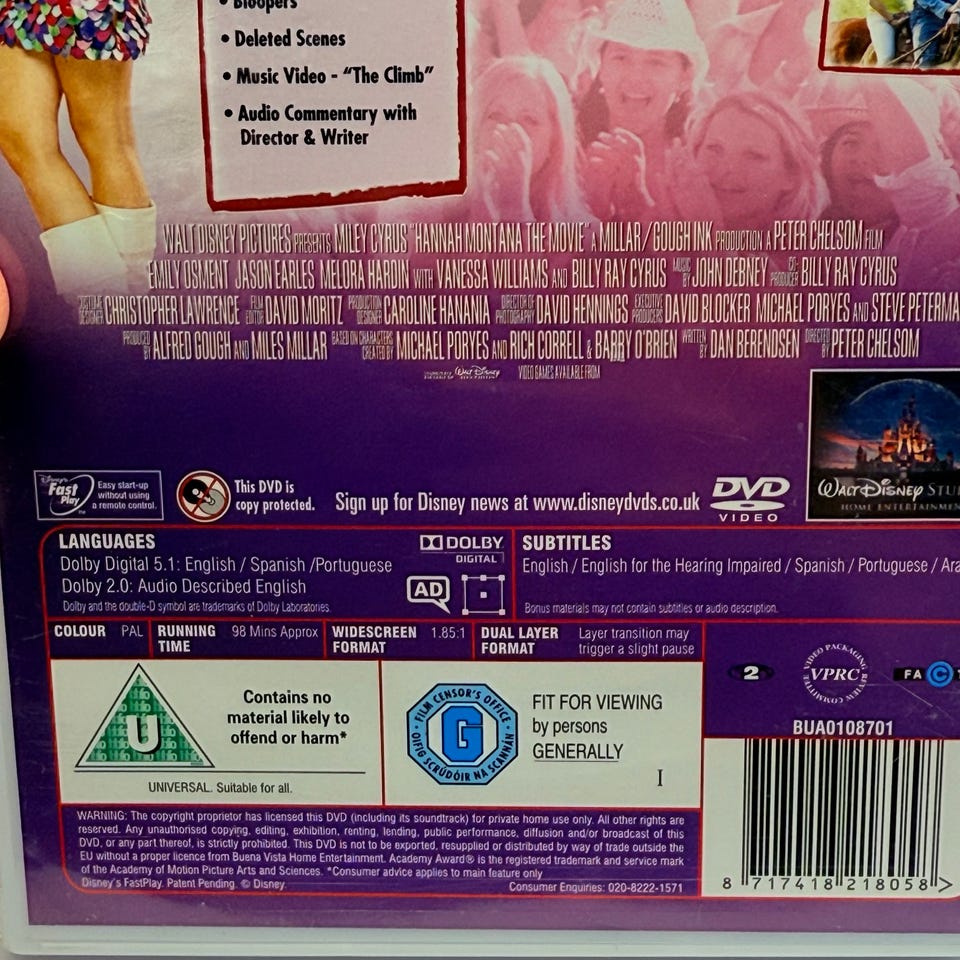 • Bloopers
• Deleted Scenes
• Music Video - "The Climb"
• Audio Commentary with
Director & Writer
WALT DISNEY PICTURES PRESENTS MILEY CYRUS "HANNAH MONTANA THE MOVIE" A MILLAR/GOUGH INK PRODUCTION A PETER CHELSOM FILM
EMILY OSMENT JASON EARLES MELORA HARDIN WITH VANESSA WILLIAMS AND BILLY RAY CYRUS MUSIC BY JOHN DEBNEY CO-PRODUCER BILLY RAY CYRUS
COSTUME DESIGNER CHRISTOPHER LAWRENCE FILM EDITOR DAVID MORITZ PRODUCTION DESIGNER CAROLINE HANANIA DIRECTOR OF PHOTOGRAPHY DAVID HENNINGS EXECUTIVE PRODUCERS DAVID BLOCKER MICHAEL PORYES AND STEVE PETERMA
PRODUCED BY ALFRED GOUGH AND MILES MILLAR BASED ON CHARACTERS CREATED BY MICHAEL PORYES AND RICH CORRELL & BARRY O'BRIEN WRITTEN BY DAN BERENDSEN DIRECTED BY PETER CHELSOM
Walt Disney VIDEO GAMES AVAILABLE FROM
Disney's Fast Play
Easy start-up
without using
a remote control.
This DVD is
copy protected.
Sign up for Disney news at www.disneydvds.co.uk
DVD
VIDEO
WALT DISNEY STU
HOME ENTERTAINMEN
LANGUAGES
Dolby Digital 5.1: English / Spanish /Portuguese
Dolby 2.0: Audio Described English
Dolby and the double-D symbol are trademarks of Dolby Laboratories.
DOLBY
DIGITAL
AD
SUBTITLES
English / English for the Hearing Impaired / Spanish / Portuguese / Ara
Bonus materials may not contain subtitles or audio description.
COLOUR PAL
RUNNING TIME 98 Mins Approx
WIDESCREEN FORMAT 1.85:1
DUAL LAYER FORMAT Layer transition may
trigger a slight pause
2
VIDEO PACKAGING REVIEW COMMITTEE
VPRC
FA C T
BUA0108701
U
Contains no
material likely to
offend or harm*
UNIVERSAL. Suitable for all.
FILM CENSOR'S OFFICE
G
OIFIG SCRÚDÓIR NA SCANNÁN
FIT FOR VIEWING
by persons
GENERALLY
I
WARNING: The copyright proprietor has licensed this DVD (including its soundtrack) for private home use only. All other rights are
reserved. Any unauthorised copying, editing, exhibition, renting, lending, public performance, diffusion and/or broadcast of this
DVD, or any part thereof, is strictly prohibited. This DVD is not to be exported, resupplied or distributed by way of trade outside the
EU without a proper licence from Buena Vista Home Entertainment. Academy Award® is the registered trademark and service mark
of the Academy of Motion Picture Arts and Sciences. *Consumer advice applies to main feature only
Disney's FastPlay. Patent Pending. © Disney.
Consumer Enquiries: 020-8222-1571
8 717418 218058 >